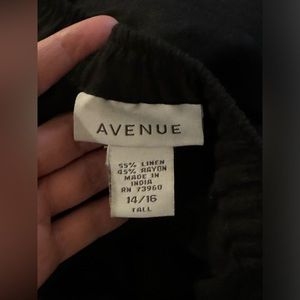 AVENUE
55% LINEN
45% RAYON
MADE IN
INDIA
RN 73960
14/16
TALL